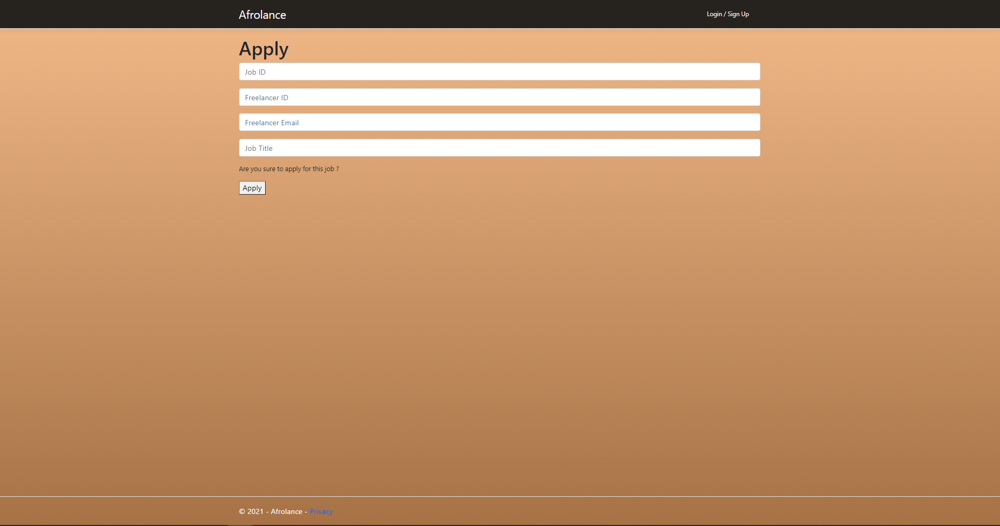 Afrolance
Login / Sign Up
Apply
Job ID
Freelancer ID
Freelancer Email
Job Title
Are you sure to apply for this job ?
Apply
© 2021 - Afrolance - Privacy